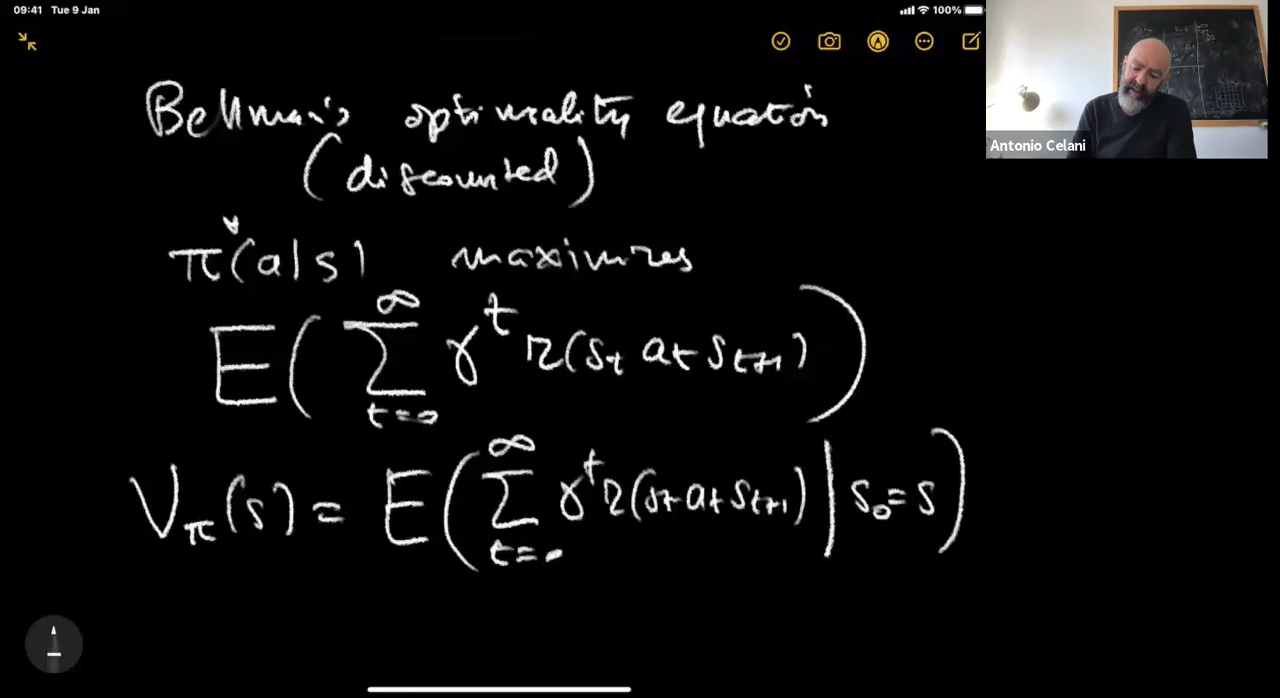 09:41 Tue 9 Jan 100%
Bellman's optimality equation
(discounted)
π*(a|s) maximizes
E(∑_{t=0}^{∞} γ^t r(s_t a_t s_{t+1}))
V_π(s) = E(∑_{t=0}^{∞} γ^t r(s_t a_t s_{t+1}) | s_0 = s)
Antonio Celani